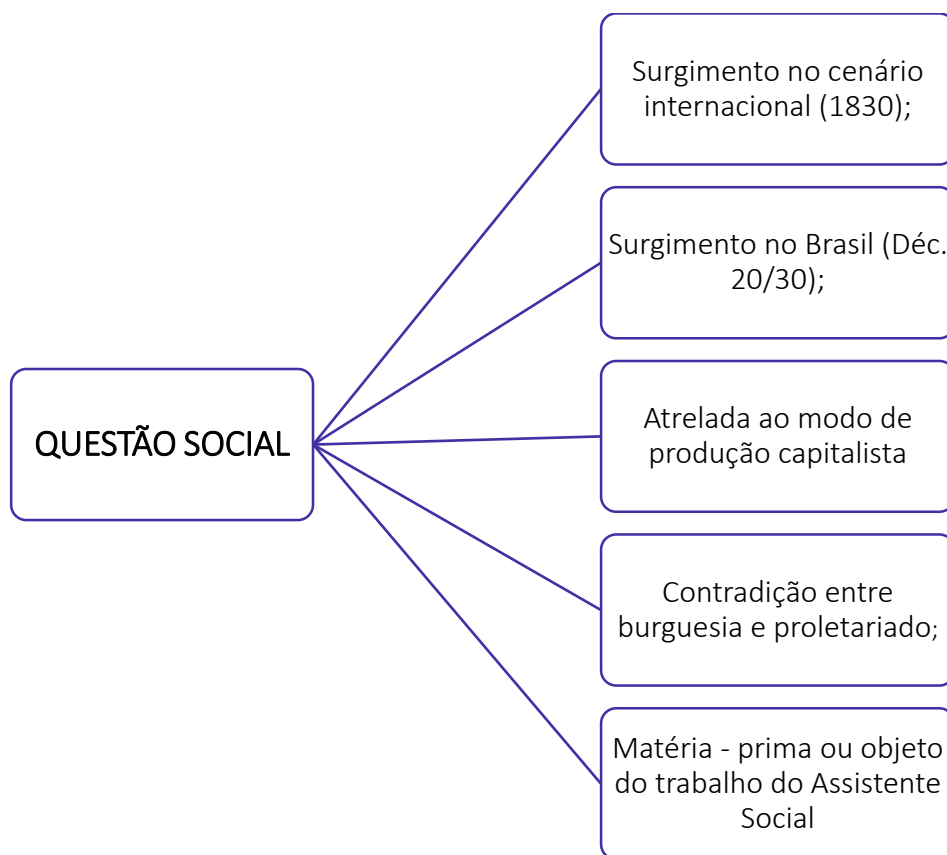 Surgimento no cenário
internacional (1830);
Surgimento no Brasil (Déc.
20/30);
QUESTÃO SOCIAL
Atrelada ao modo de
produção capitalista
Contradição entre
burguesia e proletariado;
Matéria - prima ou objeto
do trabalho do Assistente
Social